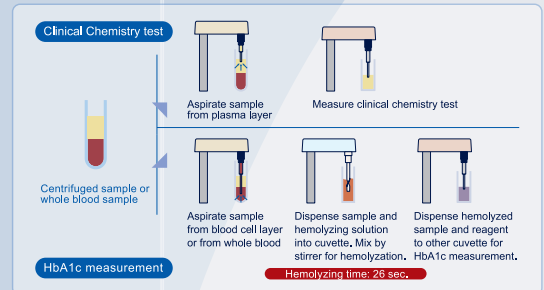 Clinical Chemistry test
Aspirate sample
from plasma layer
Measure clinical chemistry test
Centrifuged sample or
whole blood sample
Aspirate sample
from blood cell layer
or from whole blood
Dispense sample and
hemolyzing solution
into cuvette. Mix by
stirrer for hemolyzation.
Dispense hemolyzed
sample and reagent
to other cuvette for
HbA1c measurement.
HbA1c measurement
Hemolyzing time: 26 sec.